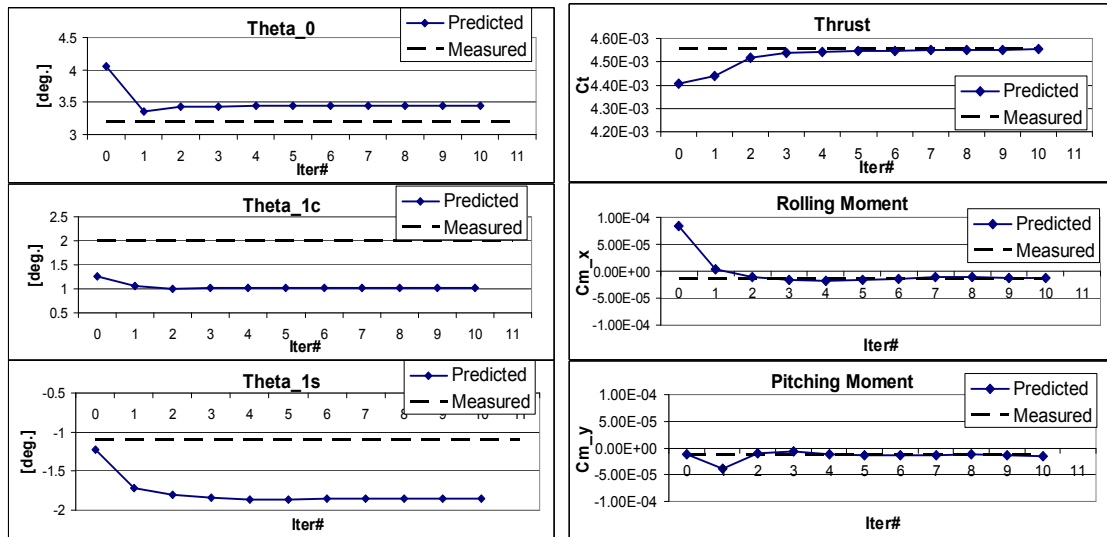 Theta_0
Predicted
Measured
[deg.]
4.5
4
3.5
3
0 1 2 3 4 5 6 7 8 9 10 11
Iter#
Theta_1c
Predicted
Measured
[deg.]
2.5
2
1.5
1
0.5
0 1 2 3 4 5 6 7 8 9 10 11
Iter#
Theta_1s
Predicted
Measured
[deg.]
-0.5
-1
-1.5
-2
0 1 2 3 4 5 6 7 8 9 10 11
Iter#
Thrust
Predicted
Measured
Ct
4.60E-03
4.50E-03
4.40E-03
4.30E-03
4.20E-03
0 1 2 3 4 5 6 7 8 9 10 11
Iter#
Rolling Moment
Predicted
Measured
Cm_x
1.00E-04
5.00E-05
0.00E+00
-5.00E-05
-1.00E-04
0 1 2 3 4 5 6 7 8 9 10 11
Iter#
Pitching Moment
Predicted
Measured
Cm_y
1.00E-04
5.00E-05
0.00E+00
-5.00E-05
-1.00E-04
0 1 2 3 4 5 6 7 8 9 10 11
Iter#